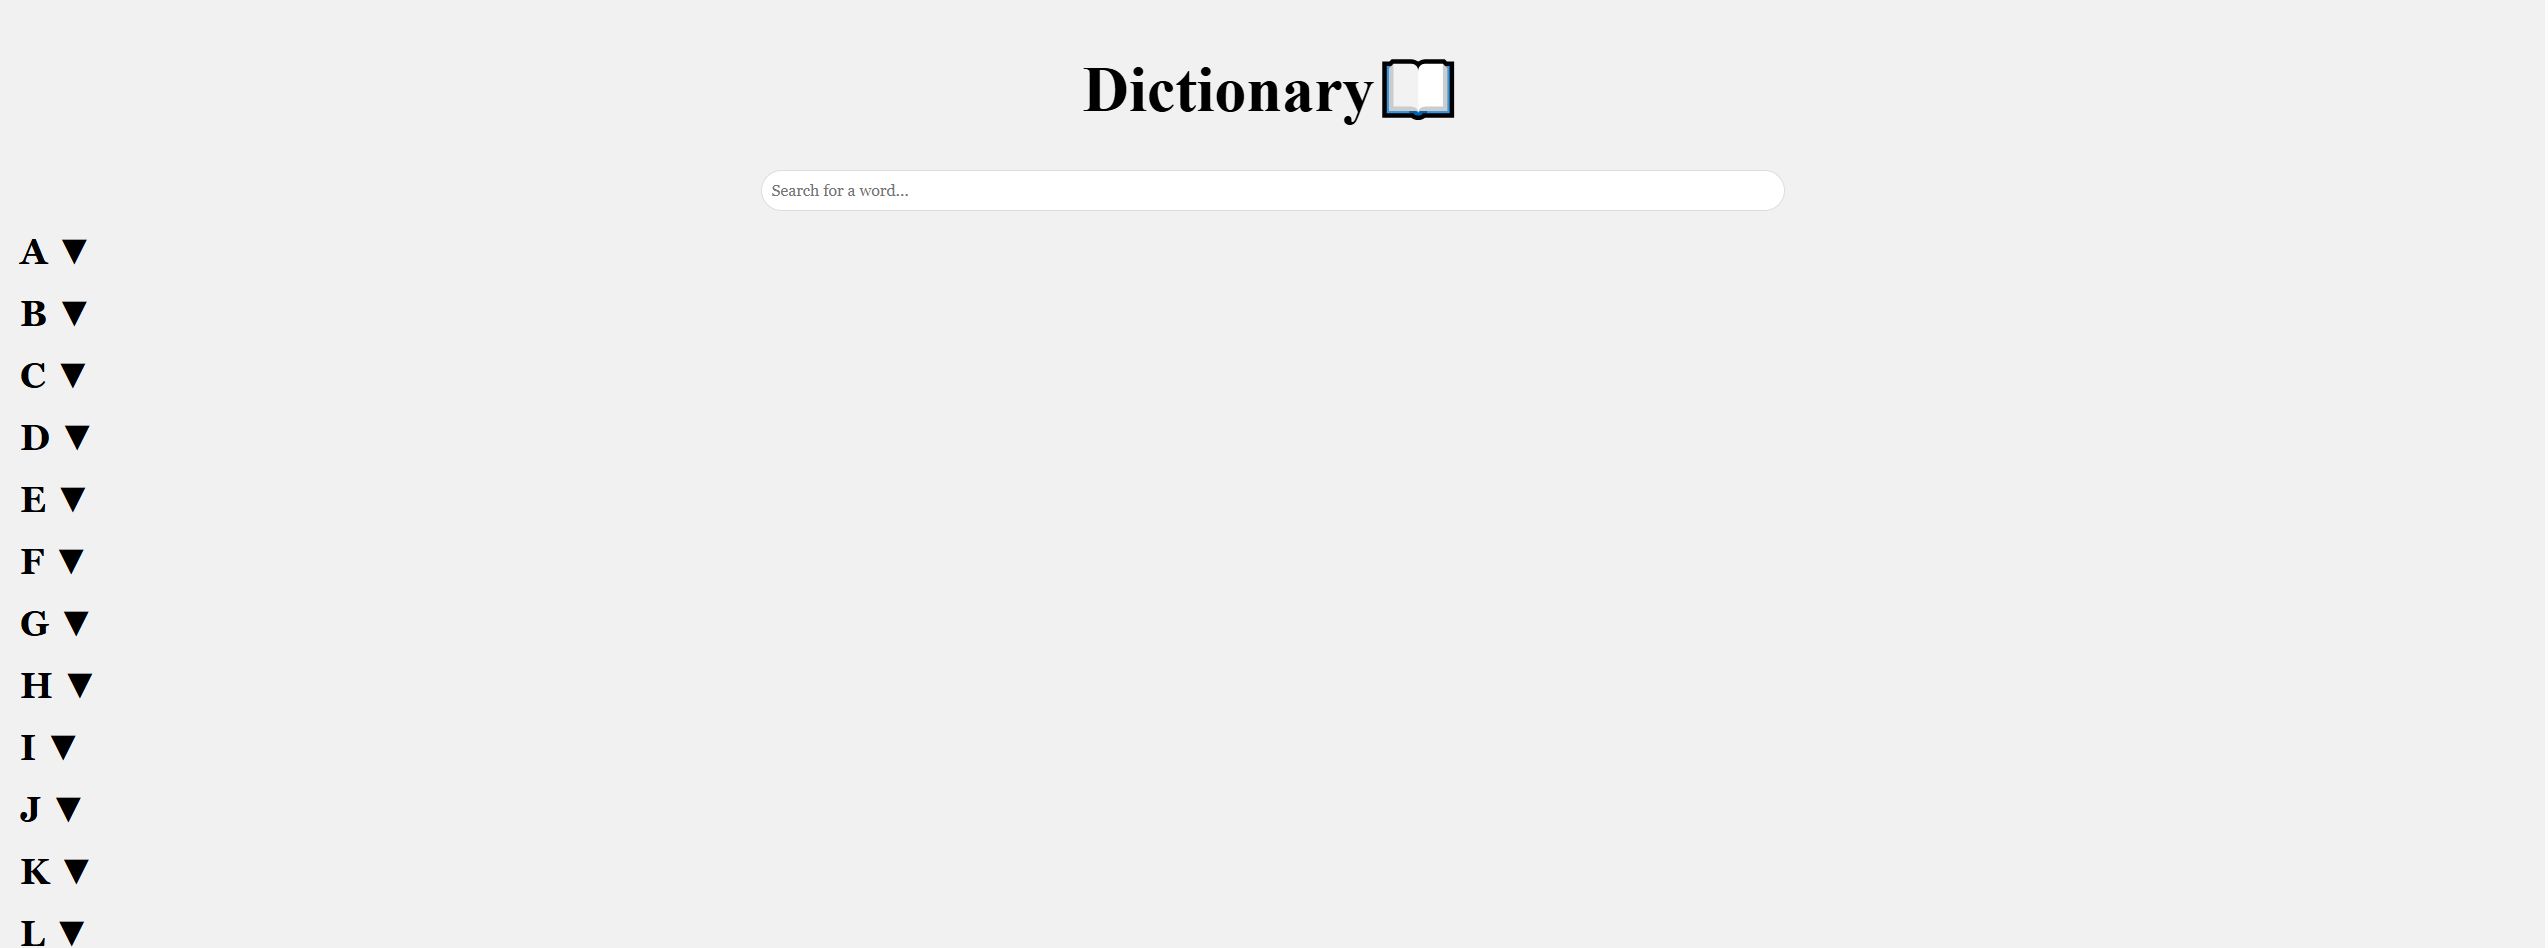 Dictionary📖
Search for a word...
A ▼
B ▼
C ▼
D ▼
E ▼
F ▼
G ▼
H ▼
I ▼
J ▼
K ▼
L ▼